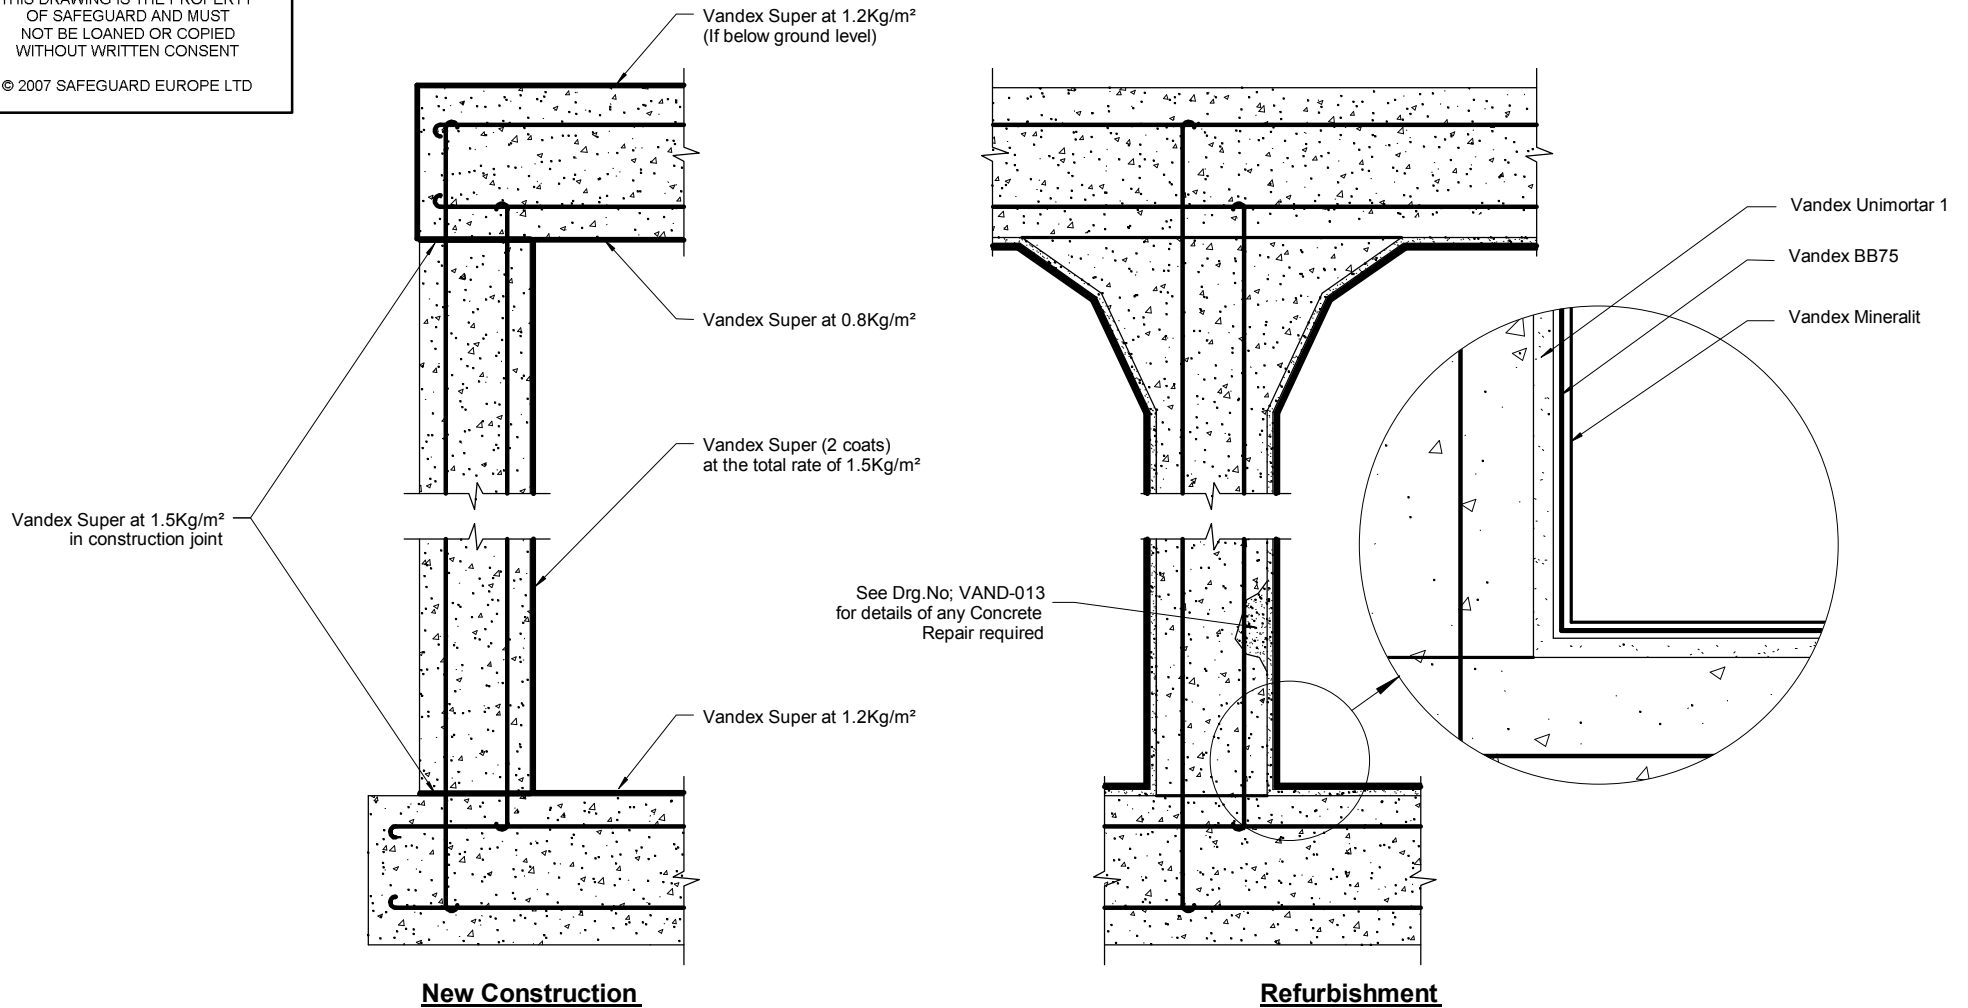 THIS DRAWING IS THE PROPERTY
OF SAFEGUARD AND MUST
NOT BE LOANED OR COPIED
WITHOUT WRITTEN CONSENT
© 2007 SAFEGUARD EUROPE LTD
Vandex Super at 1.2Kg/m²
(If below ground level)
Vandex Super at 0.8Kg/m²
Vandex Super (2 coats)
at the total rate of 1.5Kg/m²
Vandex Super at 1.5Kg/m²
in construction joint
Vandex Super at 1.2Kg/m²
New Construction
Vandex Unimortar 1
Vandex BB75
Vandex Mineralit
See Drg.No; VAND-013
for details of any Concrete
Repair required
Refurbishment